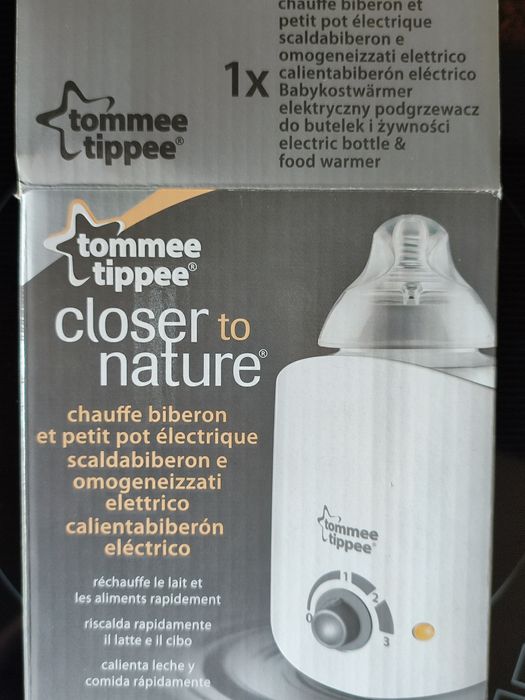 chauffe biberon et
petit pot électrique
scaldabiberon e
omogeneizzati elettrico
calientabiberón eléctrico
1x Babykostwärmer
elektryczny podgrzewacz
do butelek i żywności
electric bottle &
food warmer
tommee
tippee®
tommee
tippee®
closer to
nature®
chauffe biberon
et petit pot électrique
scaldabiberon e
omogeneizzati
elettrico
calientabiberón
eléctrico
réchauffe le lait et
les aliments rapidement
riscalda rapidamente
il latte e il cibo
calienta leche y
comida rápidamente
tommee
tippee®
0 1 2 3